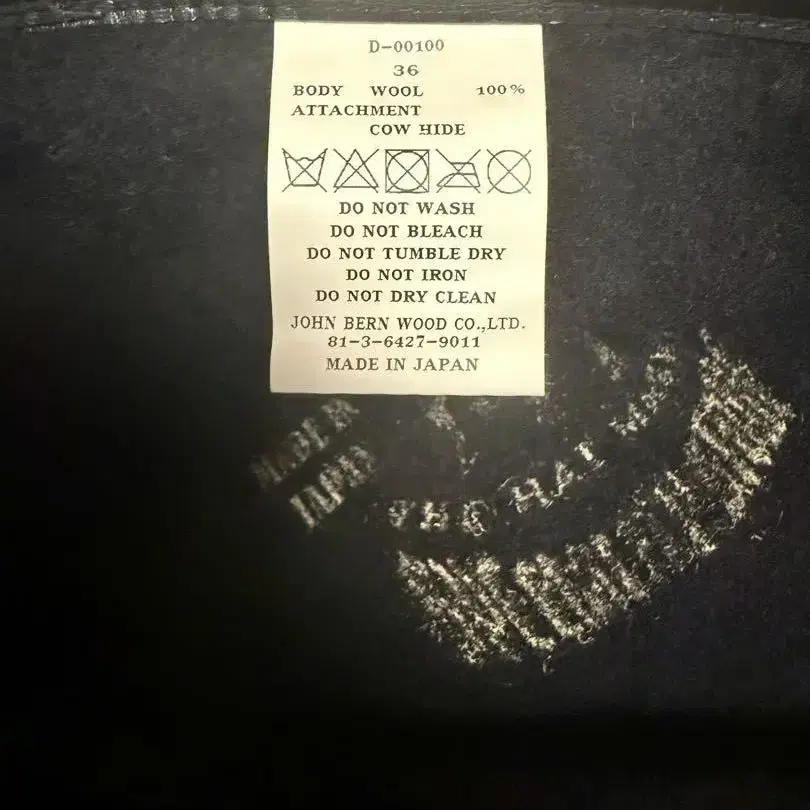 D-00100
36
BODY WOOL 100%
ATTACHMENT
COW HIDE
DO NOT WASH
DO NOT BLEACH
DO NOT TUMBLE DRY
DO NOT IRON
DO NOT DRY CLEAN
JOHN BERN WOOD CO.,LTD.
81-3-6427-9011
MADE IN JAPAN
MADE IN
JAPAN
THE HAT